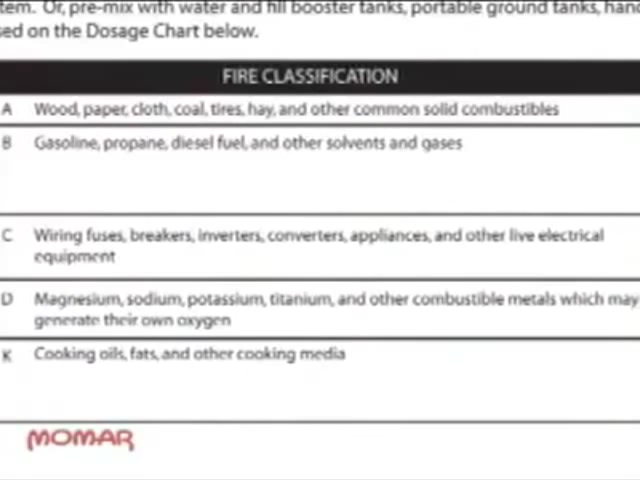 tem. Or, pre-mix with water and fill booster tanks, portable ground tanks, hand
sed on the Dosage Chart below.
FIRE CLASSIFICATION
A Wood, paper, cloth, coal, tires, hay, and other common solid combustibles
B Gasoline, propane, diesel fuel, and other solvents and gases
C Wiring fuses, breakers, inverters, converters, appliances, and other live electrical
equipment
D Magnesium, sodium, potassium, titanium, and other combustible metals which may
generate their own oxygen
K Cooking oils, fats, and other cooking media
MOMAR